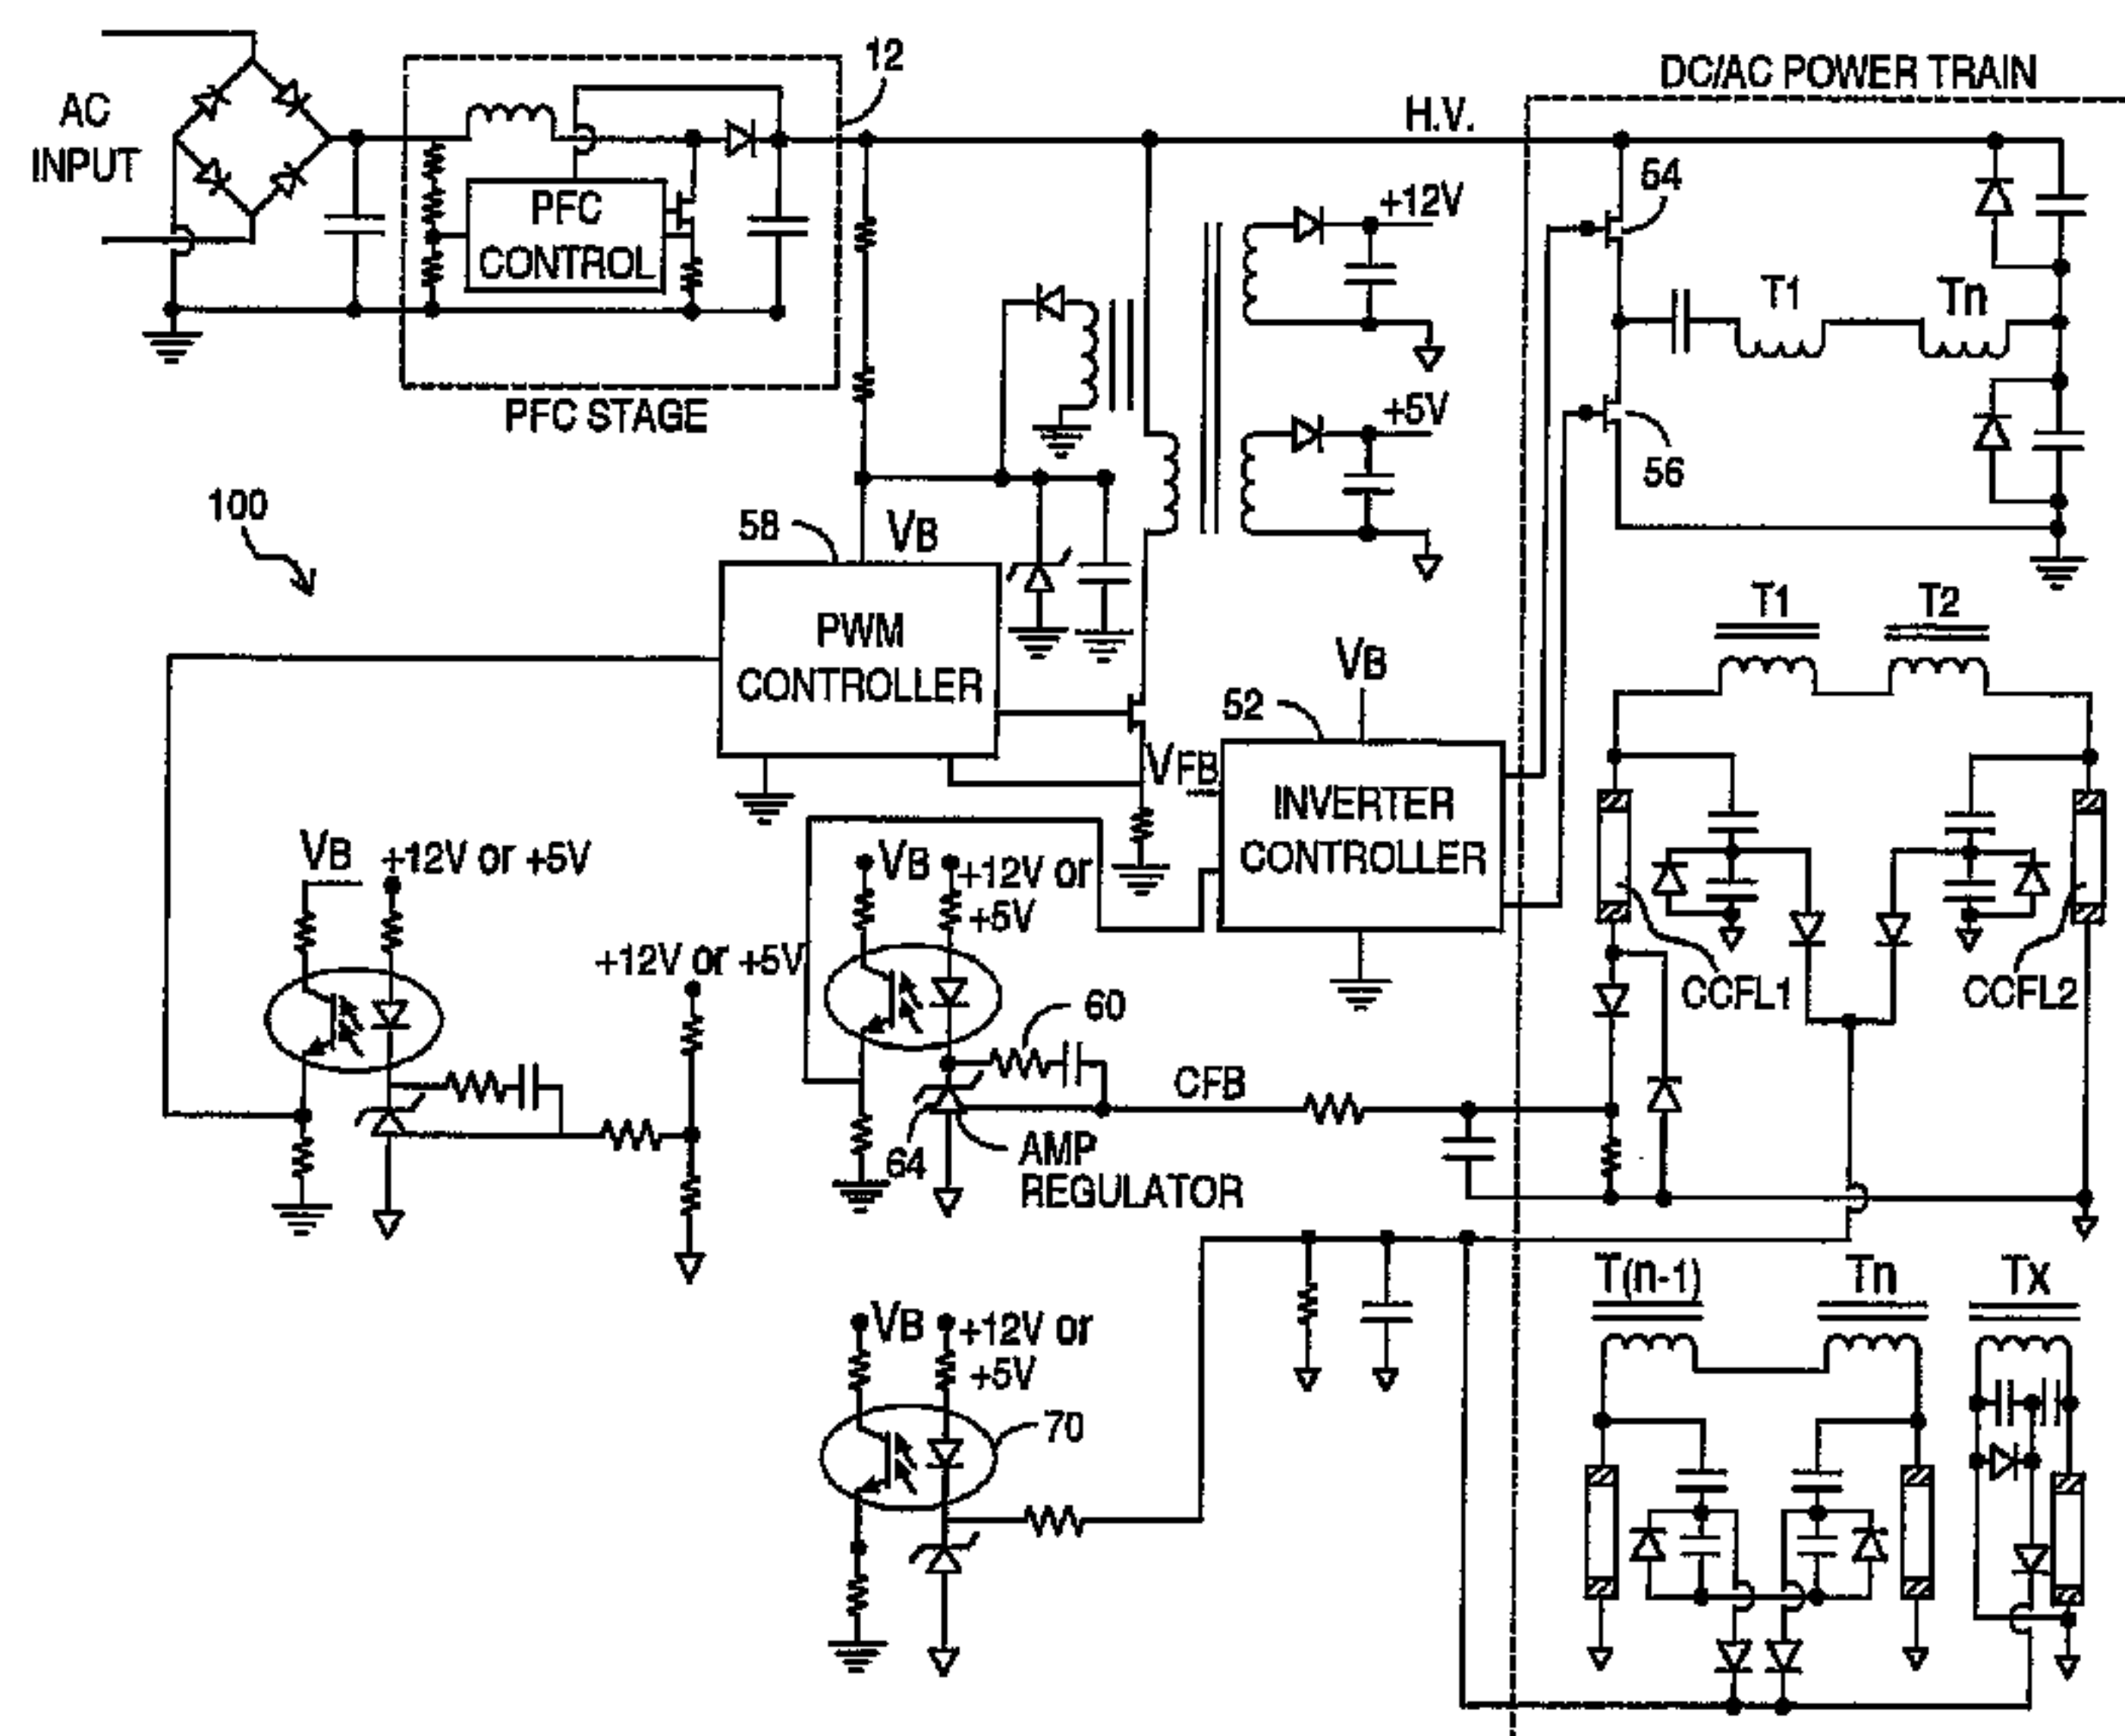 AC
INPUT
12
PFC
CONTROL
PFC STAGE
H.V.
DC/AC POWER TRAIN
+12V
+5V
54
T1
Tn
56
100
58
VB
PWM
CONTROLLER
VB
52
VFB
INVERTER
CONTROLLER
T1
T2
CCFL1
CCFL2
VB
+12V or +5V
+12V or +5V
VB
+12V or
+5V
60
CFB
64
AMP
REGULATOR
VB
+12V or
+5V
70
T(n-1)
Tn
Tx